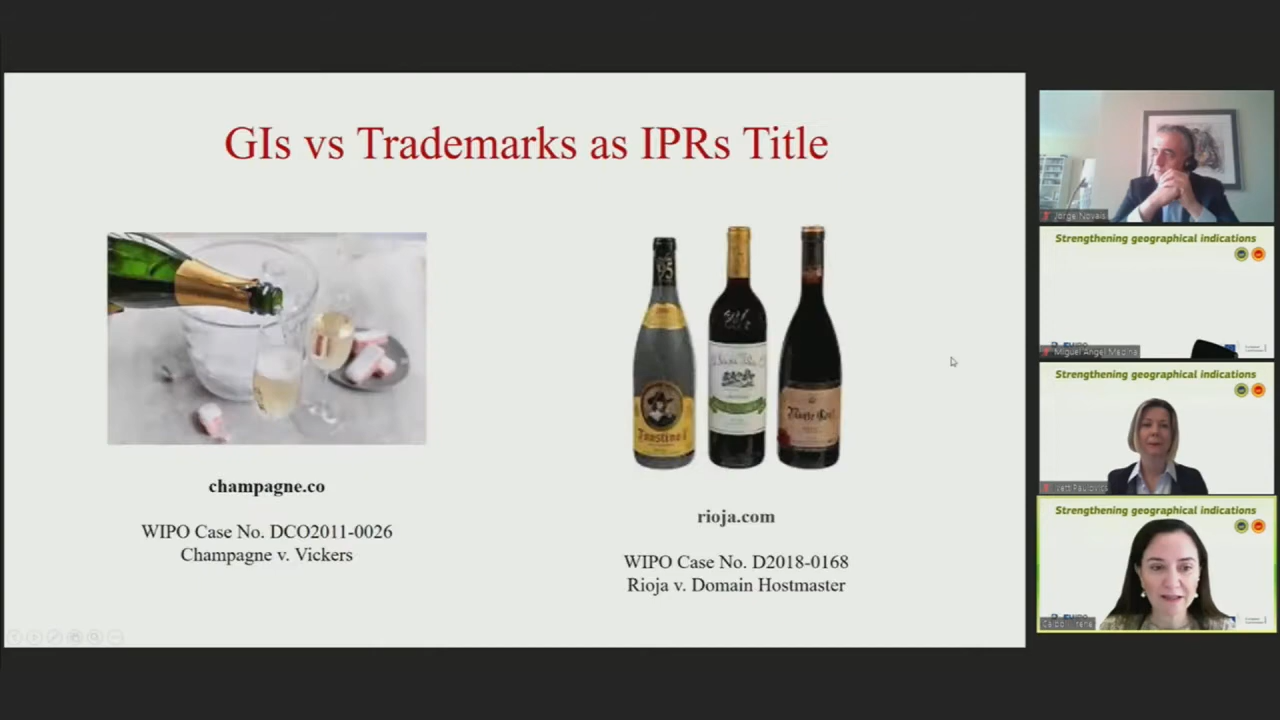 GIs vs Trademarks as IPRs Title
champagne.co
WIPO Case No. DCO2011-0026
Champagne v. Vickers
Faustino I
rioja.com
WIPO Case No. D2018-0168
Rioja v. Domain Hostmaster
Jorge Novais
Strengthening geographical indications
Miguel Angel Medina
Strengthening geographical indications
Strengthening geographical indications